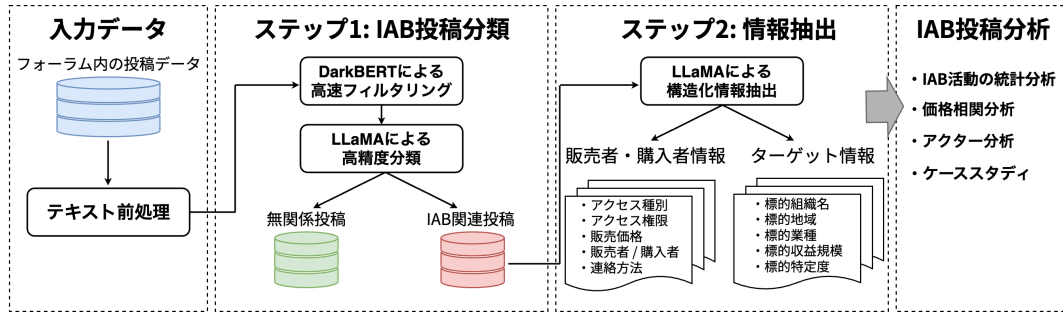 入力データ
フォーラム内の投稿データ
テキスト前処理
ステップ1: IAB投稿分類
DarkBERTによる
高速フィルタリング
LLaMAによる
高精度分類
無関係投稿
IAB関連投稿
ステップ2: 情報抽出
LLaMAによる
構造化情報抽出
販売者・購入者情報
・アクセス種別
・アクセス権限
・販売価格
・販売者 / 購入者
・連絡方法
ターゲット情報
・標的組織名
・標的地域
・標的業種
・標的収益規模
・標的特定度
IAB投稿分析
・IAB活動の統計分析
・価格相関分析
・アクター分析
・ケーススタディ